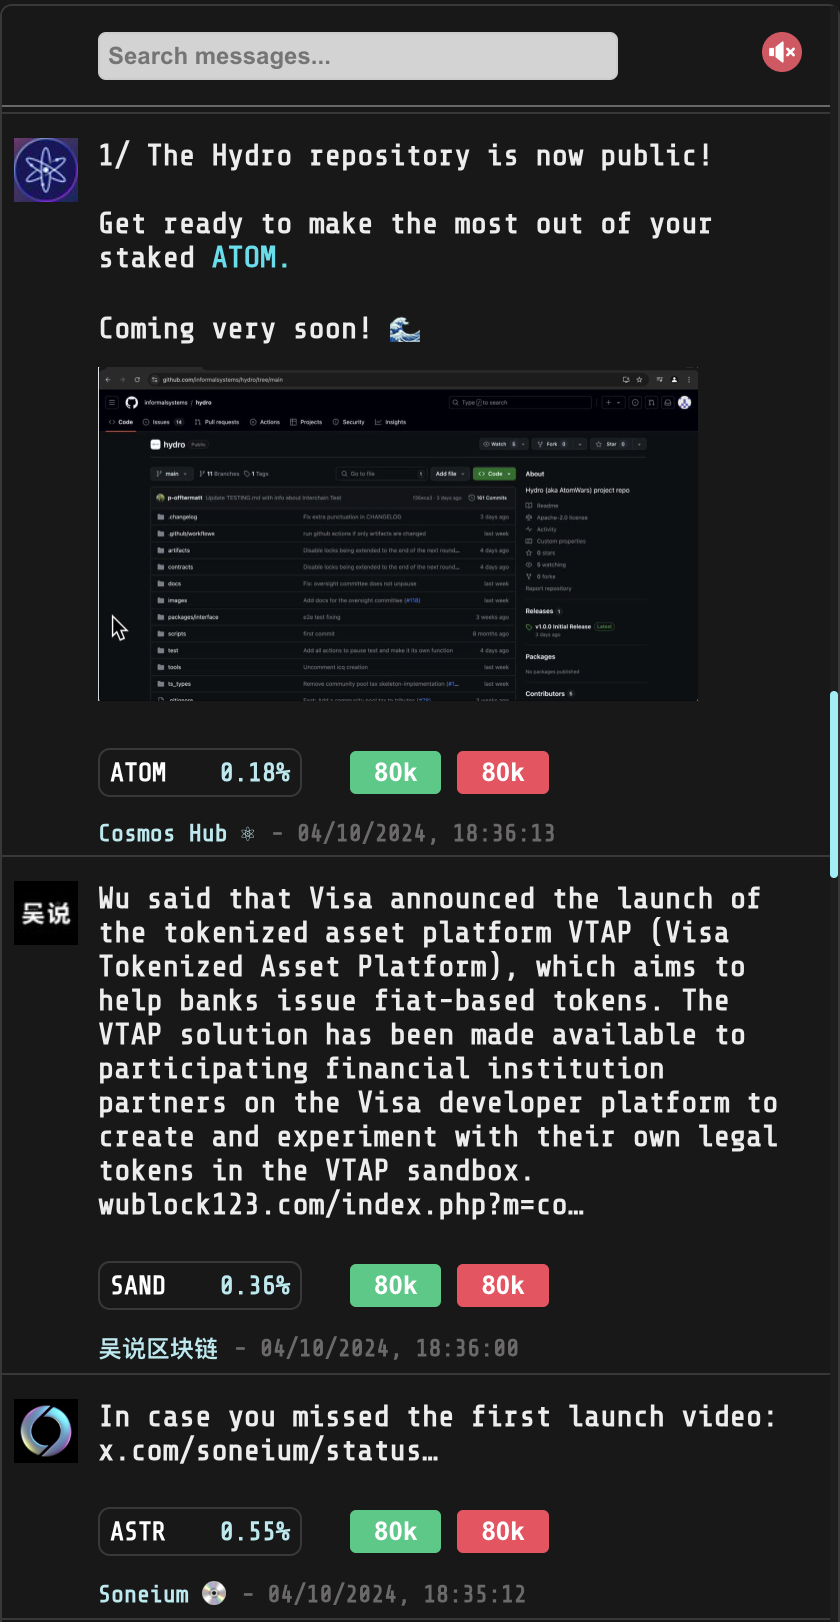 Search messages...
1/ The Hydro repository is now public!
Get ready to make the most out of your
staked ATOM.
Coming very soon! 🌊
github.com/informalsystems/hydro/tree/main
informalsystems / hydro
Type / to search
Code Issues 14 Pull requests Actions Projects Security Insights
hydro Public
Watch 5 Fork 0 Star 0
main 11 Branches 1 Tags Go to file t Add file Code
About
Hydro (aka AtomWars) project repo
p-offtermatt Update TESTING.md with info about Interchain Test 2 days ago 161 Commits
.changelog Fix extra punctuation in CHANGELOG 3 days ago
.github/workflows run github actions if only artifacts are changed last week
artifacts Disable locks being extended to the end of the next round... 4 days ago
contracts Disable locks being extended to the end of the next round... 4 days ago
docs Fix: oversight committee does not unpause last week
images Add docs for the oversight committee (#118) last week
packages/interface e2e test fixing 3 weeks ago
scripts first commit 8 months ago
test Add all actions to pause test and make it its own function 4 days ago
tools Uncomment icq creation last week
ts_types Remove community pool tax skeleton-implementation (#1... last week
.gitignore
Readme
Apache-2.0 license
Activity
Custom properties
0 stars
5 watching
0 forks
Report repository
Releases 1
v1.0.0 Initial Release Latest
3 days ago
Packages
No packages published
Contributors 5
ATOM 0.18% 80k 80k
Cosmos Hub ⚛ - 04/10/2024, 18:36:13
吴说
Wu said that Visa announced the launch of
the tokenized asset platform VTAP (Visa
Tokenized Asset Platform), which aims to
help banks issue fiat-based tokens. The
VTAP solution has been made available to
participating financial institution
partners on the Visa developer platform to
create and experiment with their own legal
tokens in the VTAP sandbox.
wublock123.com/index.php?m=co…
SAND 0.36% 80k 80k
吴说区块链 - 04/10/2024, 18:36:00
In case you missed the first launch video:
x.com/soneium/status…
ASTR 0.55% 80k 80k
Soneium 💿 - 04/10/2024, 18:35:12